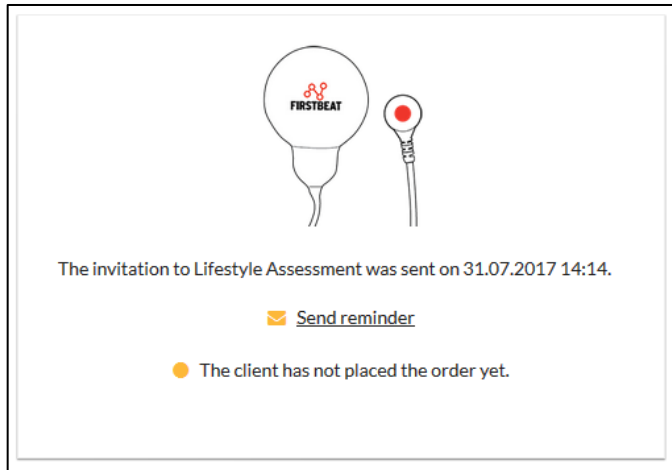 FIRSTBEAT
The invitation to Lifestyle Assessment was sent on 31.07.2017 14:14.
Send reminder
The client has not placed the order yet.